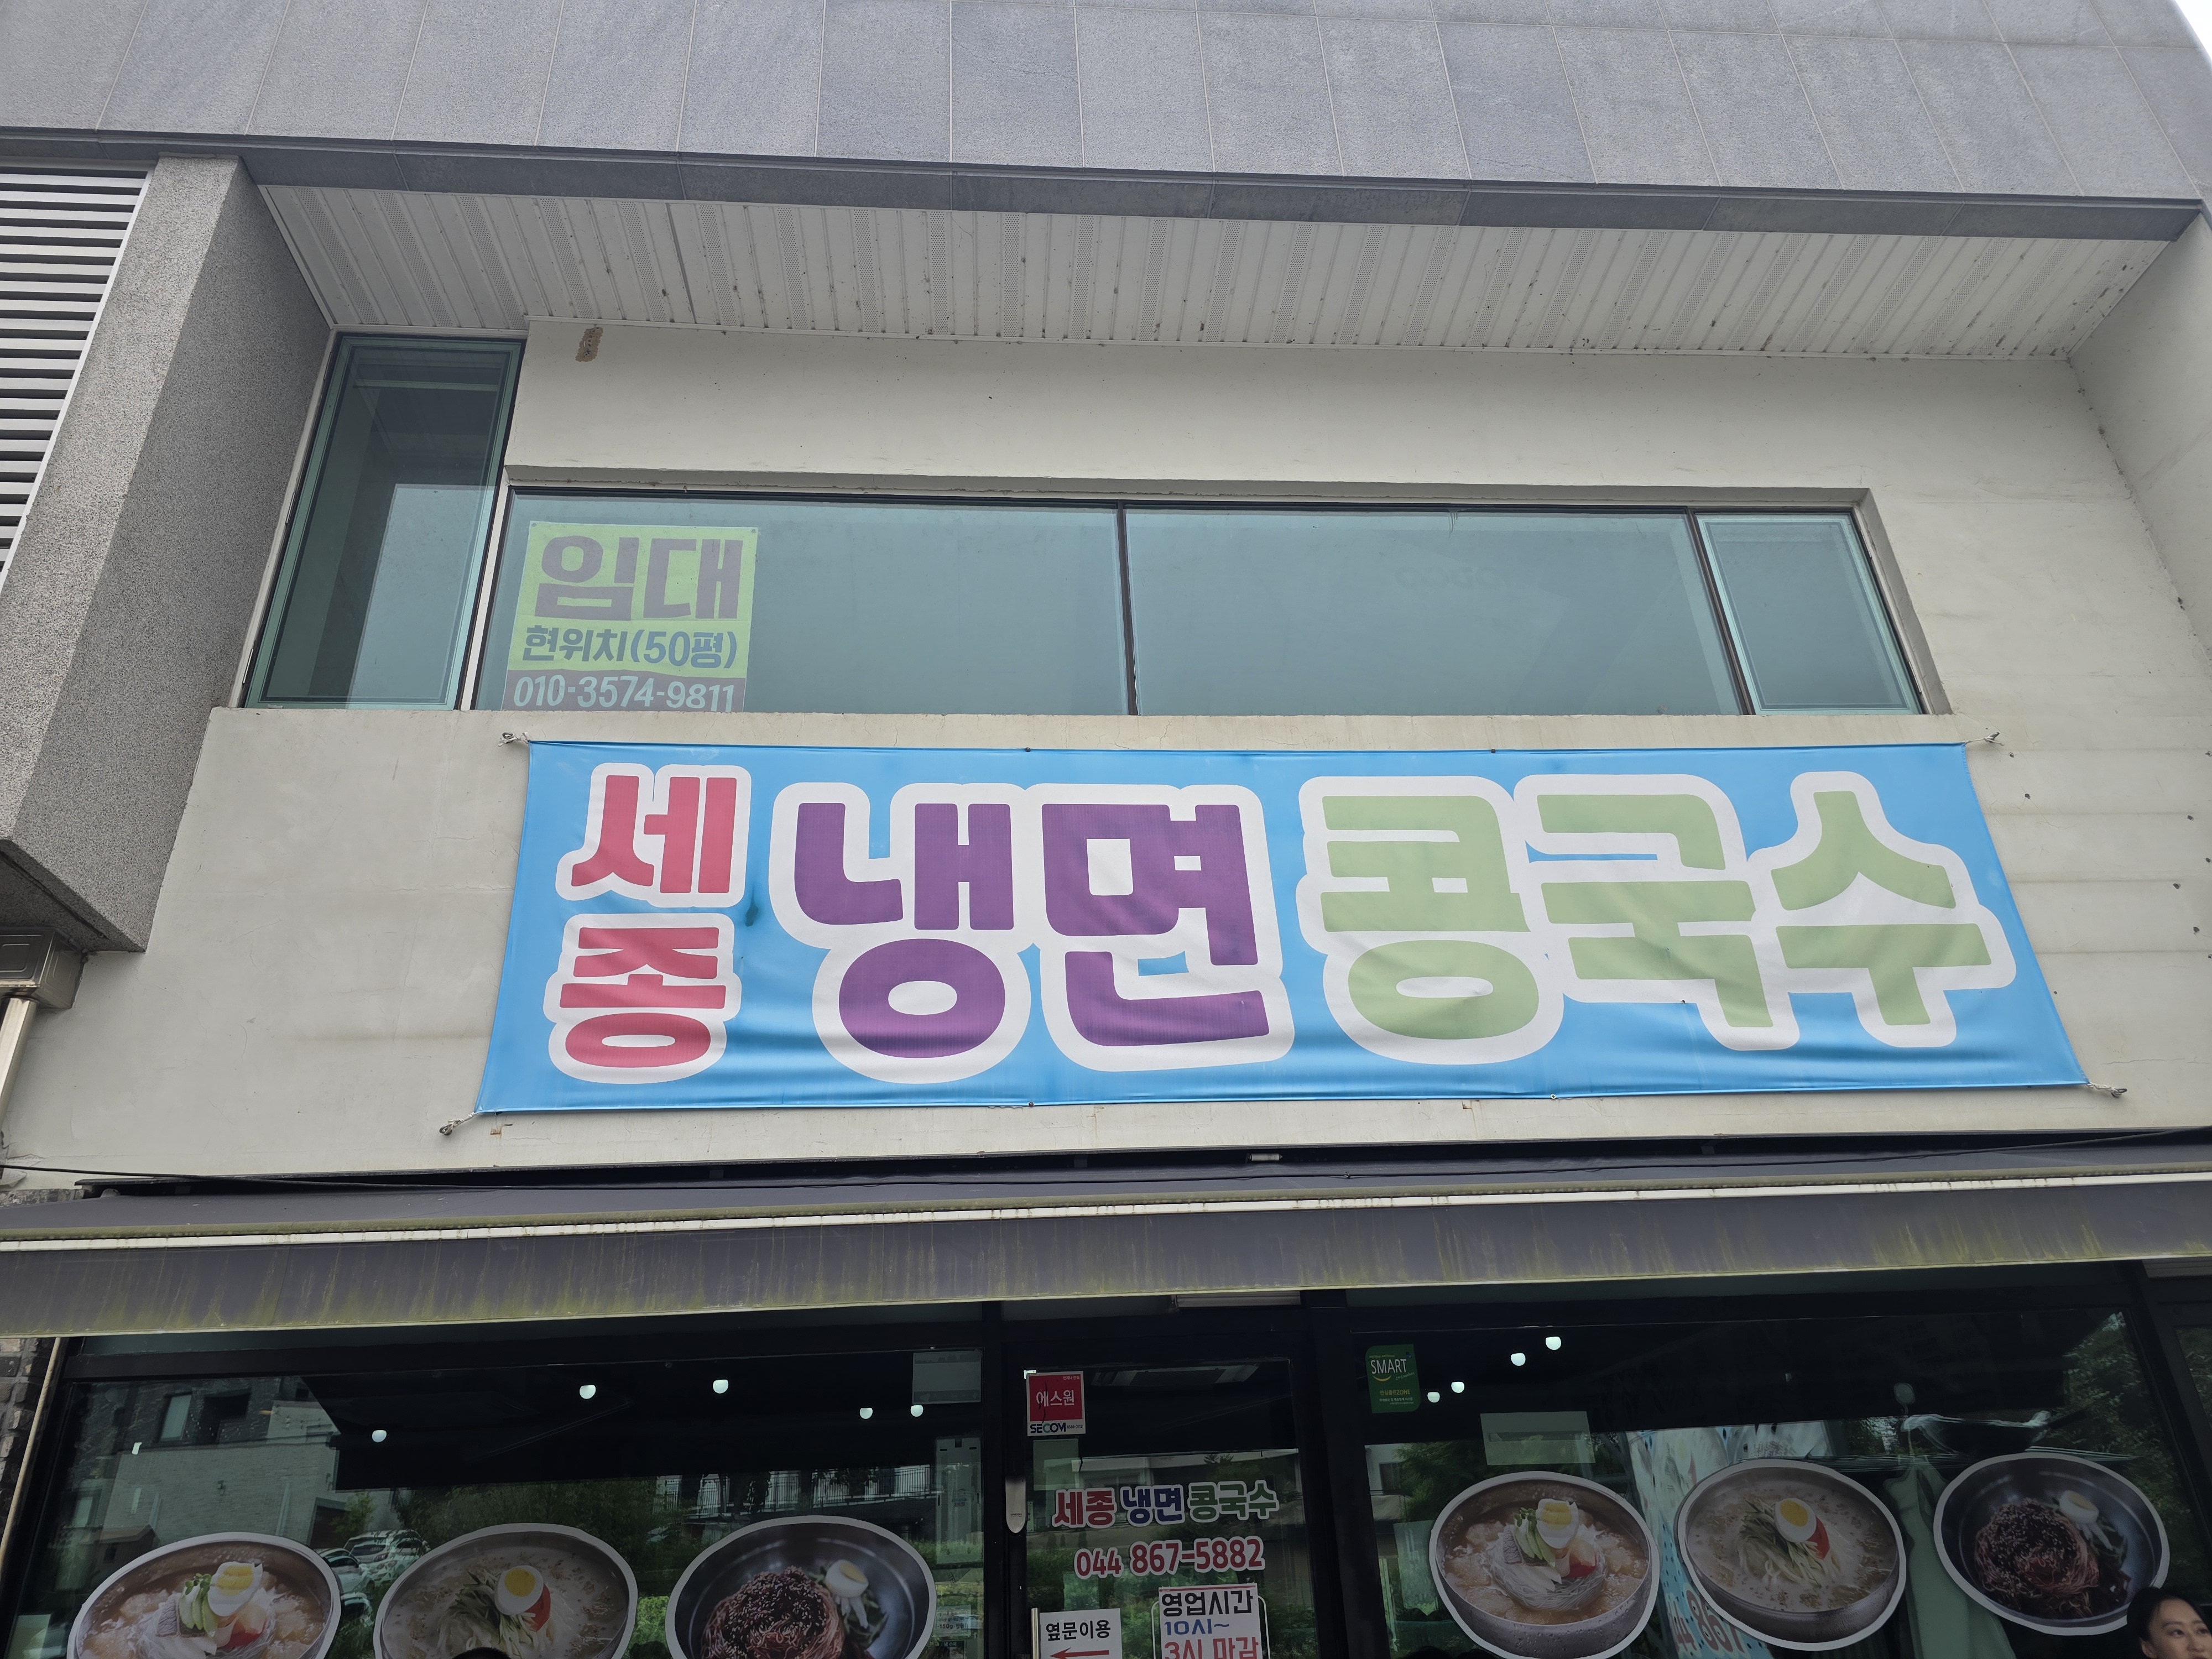 임대
현위치(50평)
010-3574-9811
세종 냉면 콩국수
에스원
SECOM
SMART
세종 냉면 콩국수
044 867-5882
영업시간
10시~
3시 마감
옆문이용
867